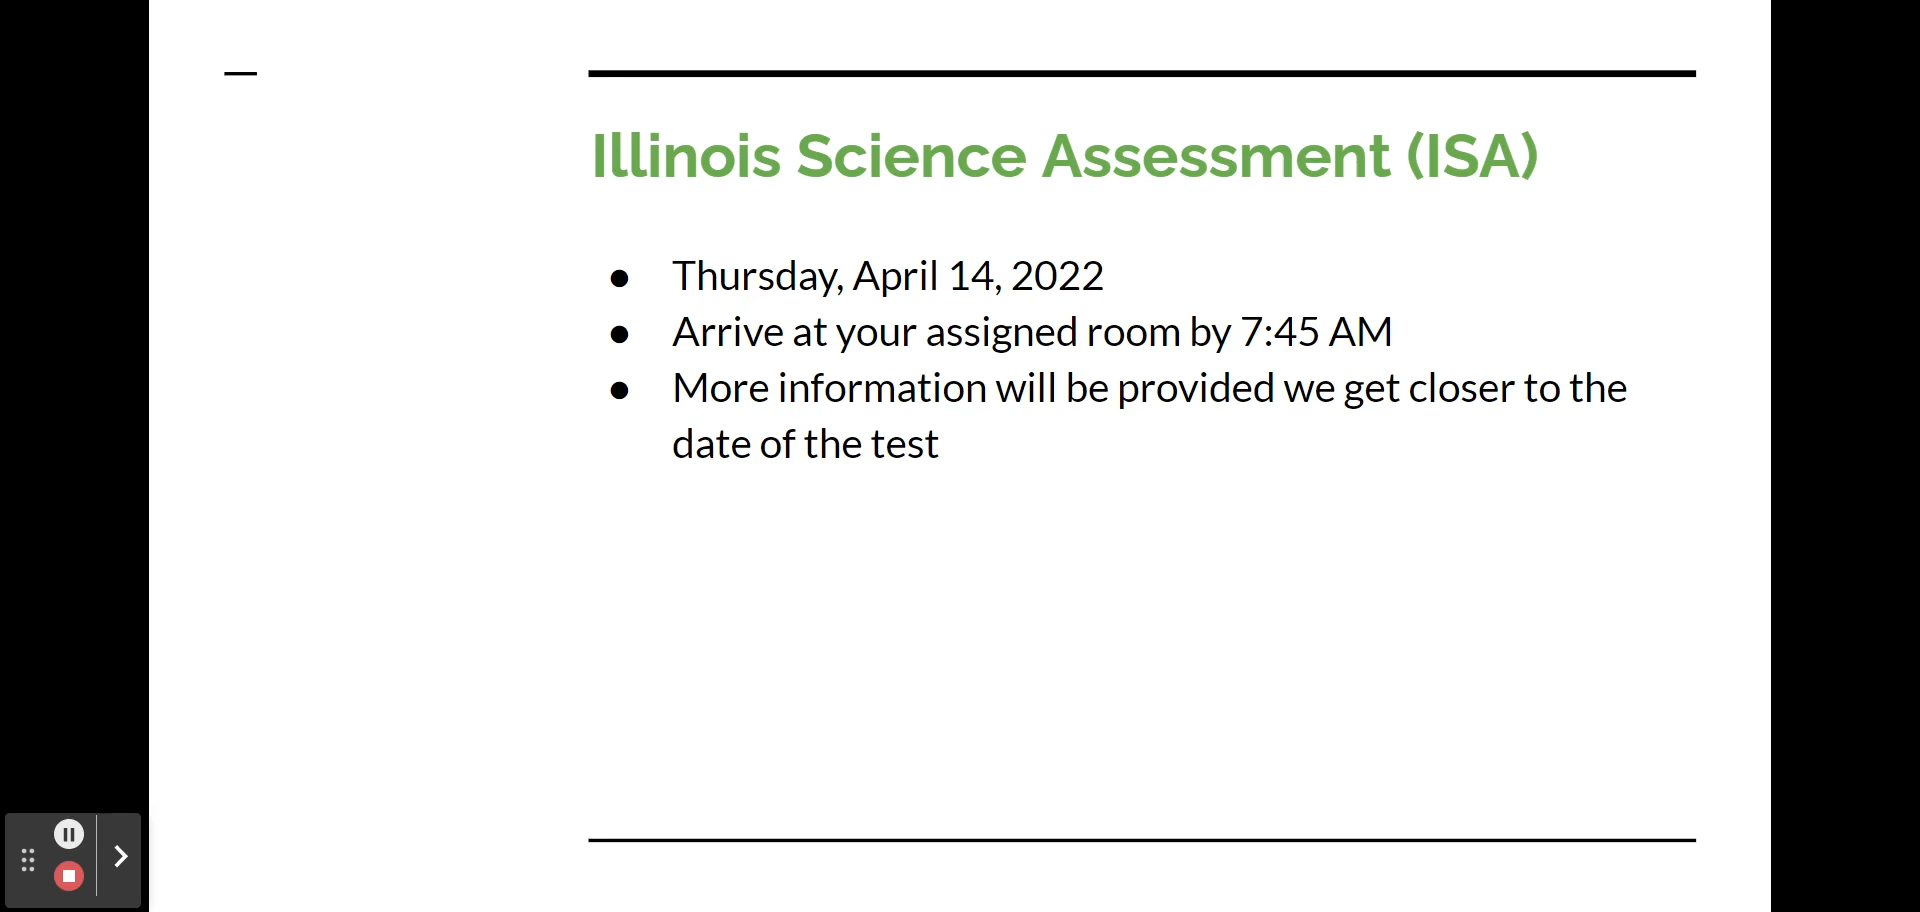 Illinois Science Assessment (ISA)
● Thursday, April 14, 2022
● Arrive at your assigned room by 7:45 AM
● More information will be provided we get closer to the
date of the test